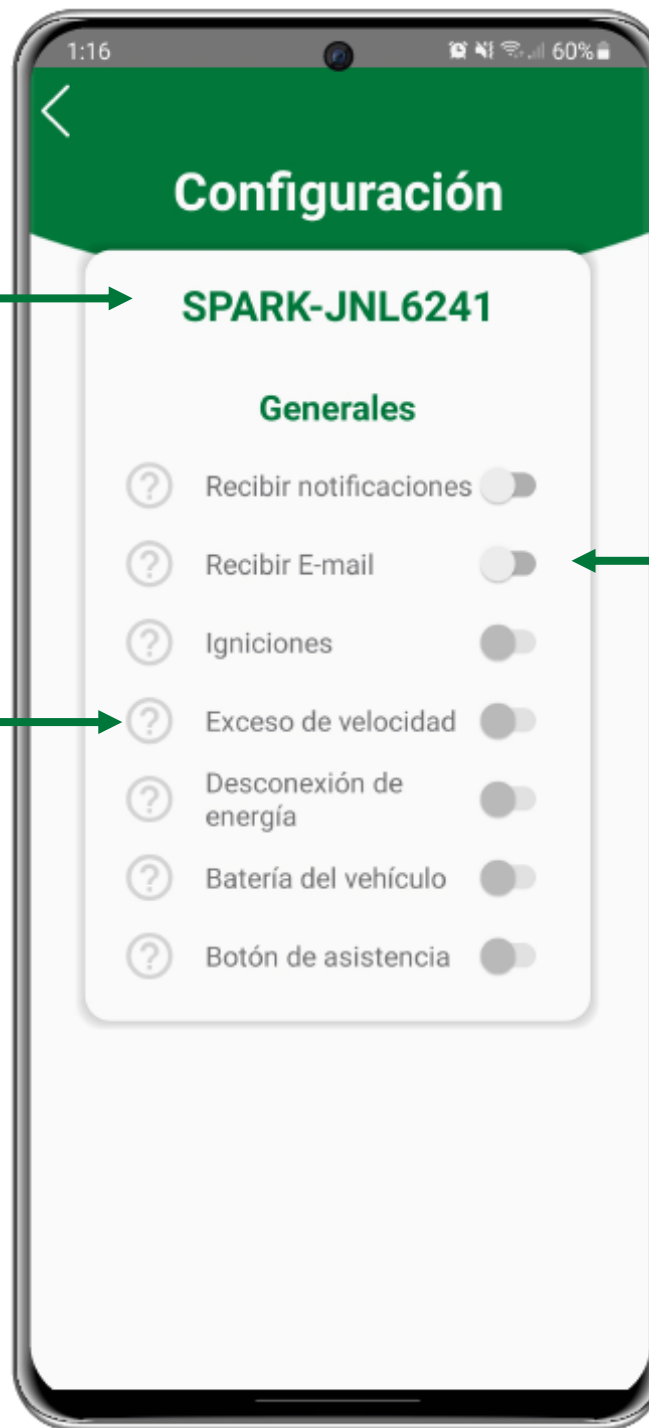 1:16
60%
Configuración
SPARK-JNL6241
Generales
Recibir notificaciones
Recibir E-mail
Igniciones
Exceso de velocidad
Desconexión de
energía
Batería del vehículo
Botón de asistencia